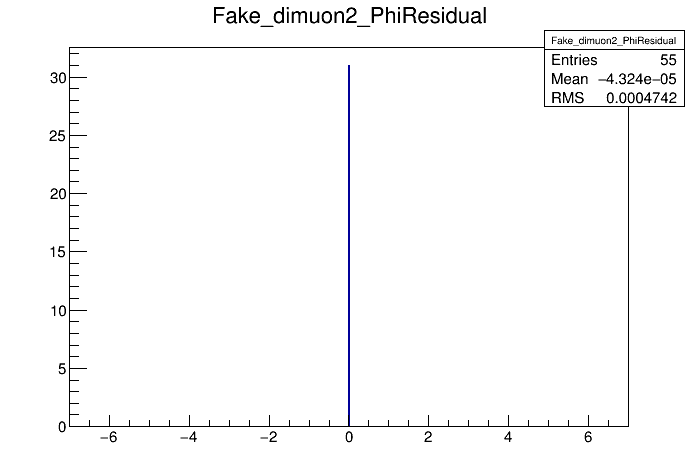 Fake_dimuon2_PhiResidual
Fake_dimuon2_PhiResidual
Entries 55
Mean −4.324e−05
RMS 0.0004742
30
25
20
15
10
5
0
−6 −4 −2 0 2 4 6